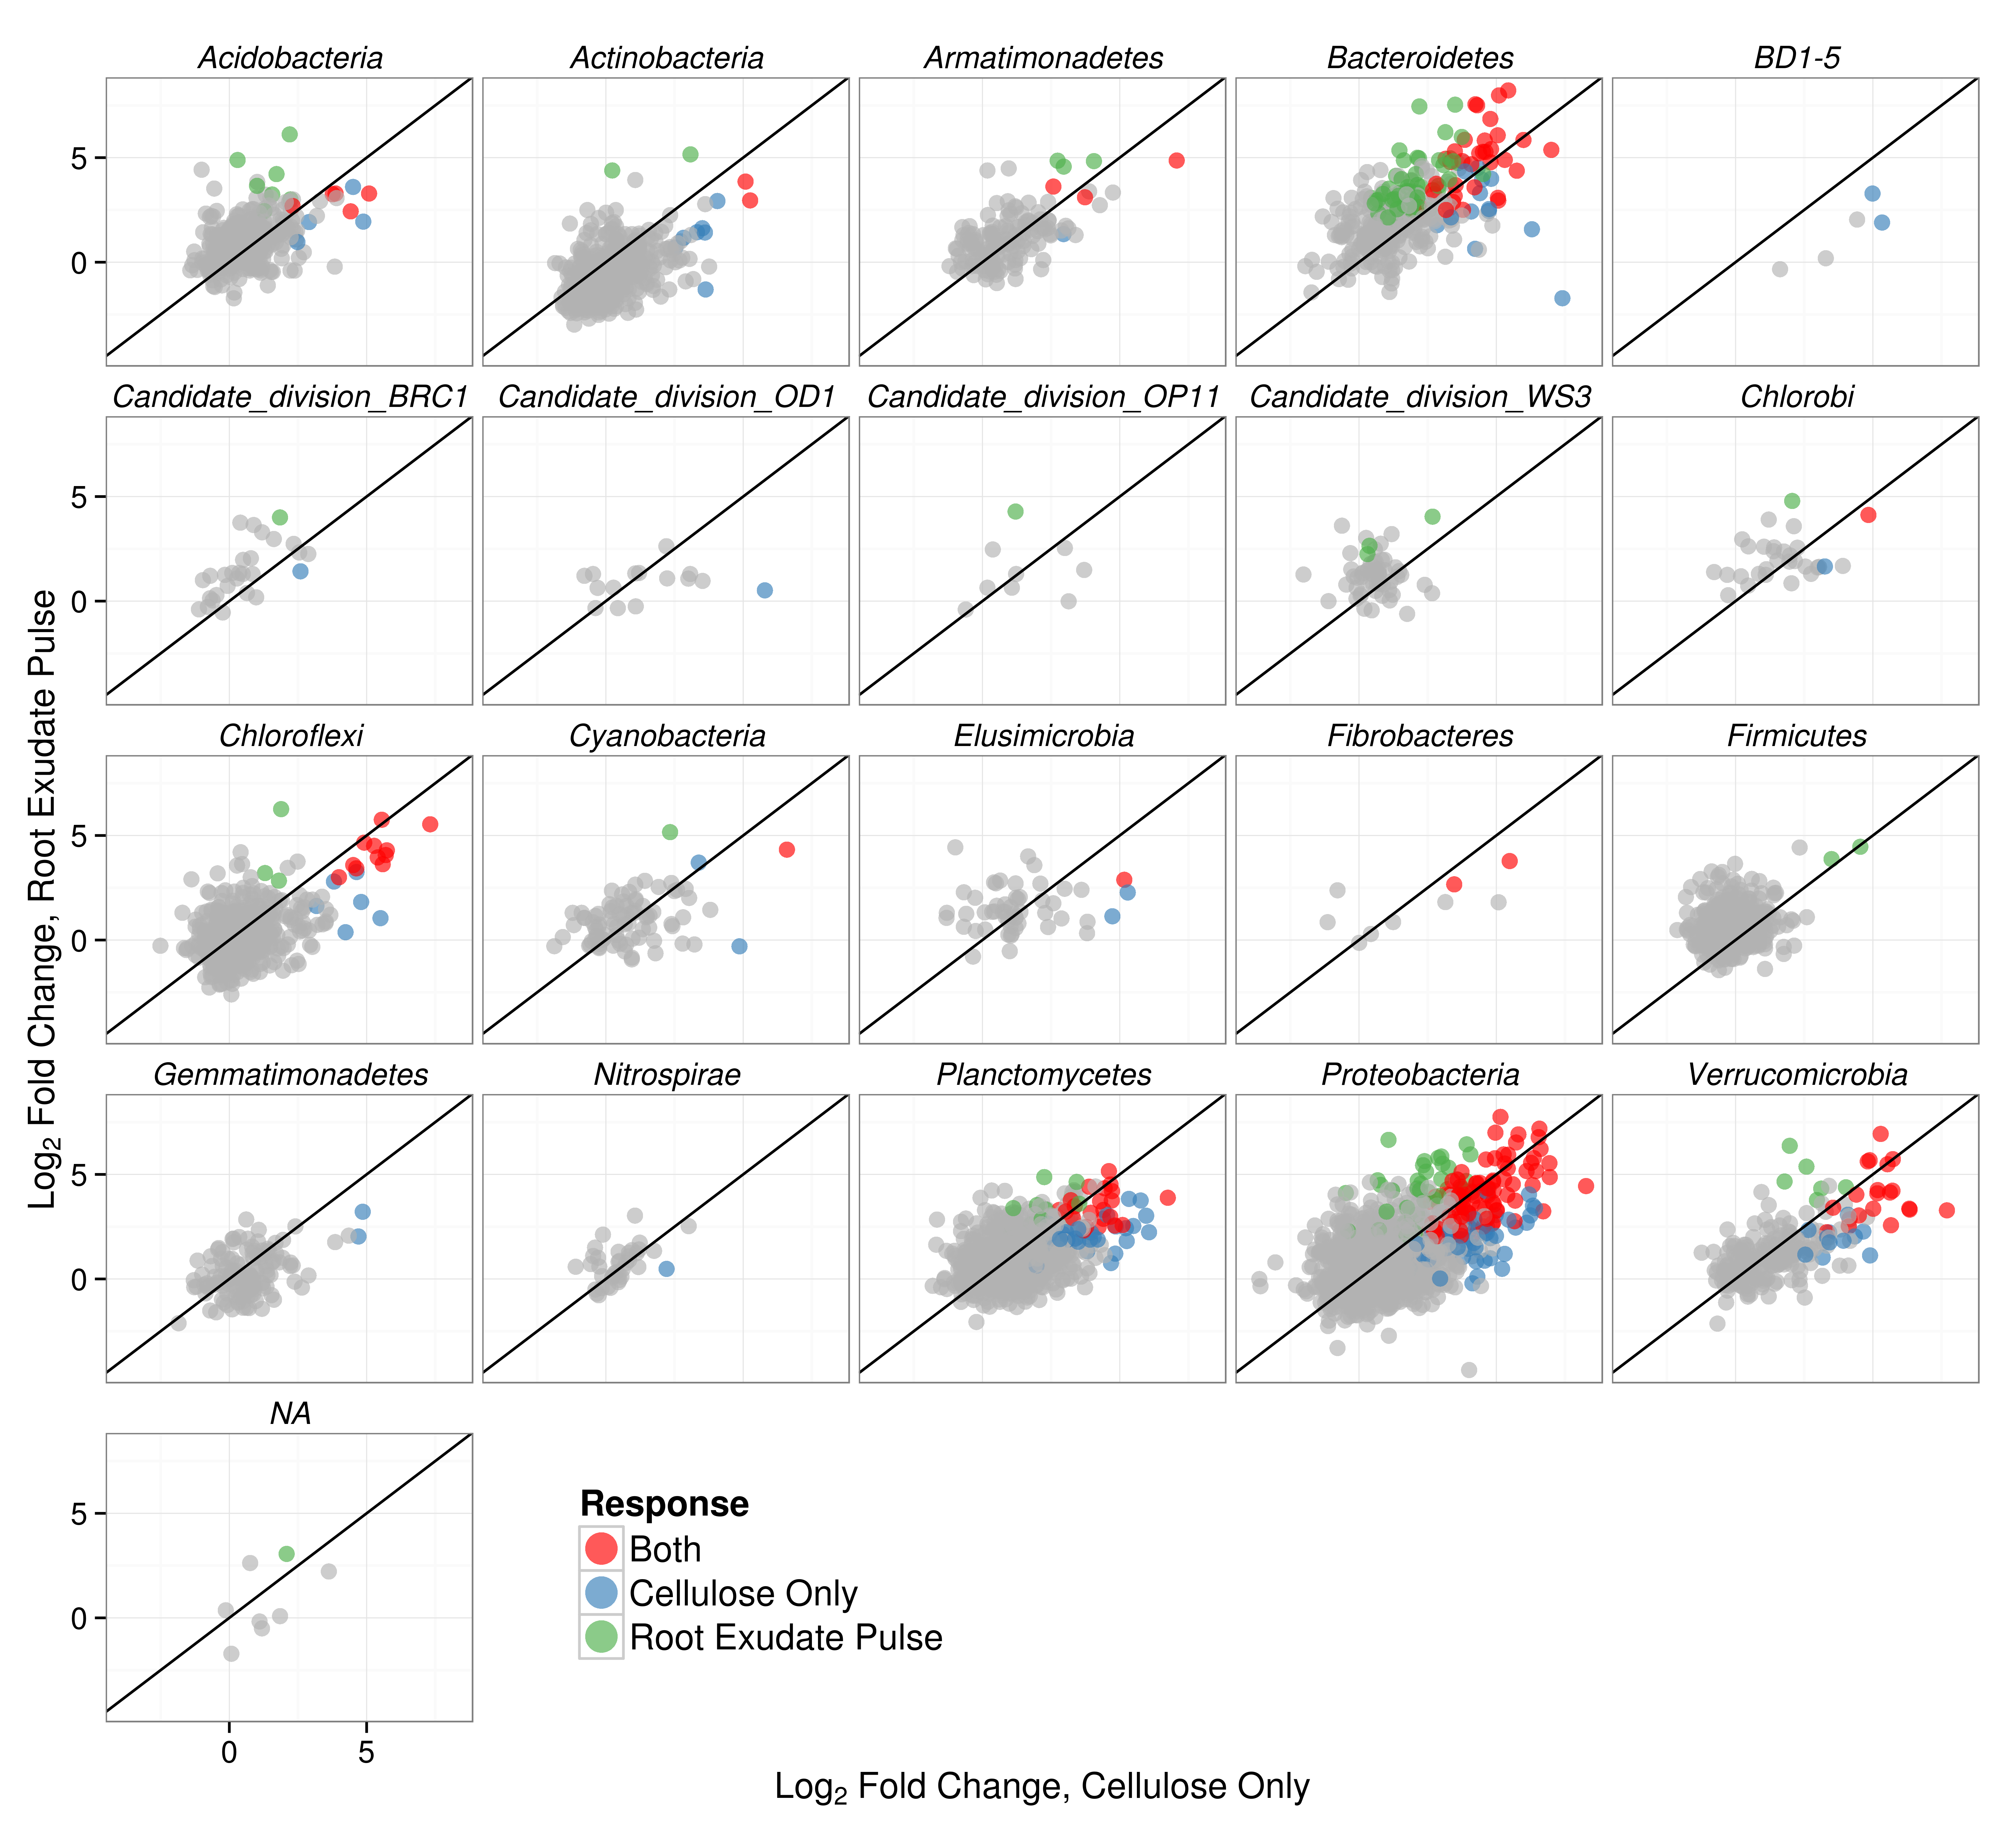 Acidobacteria Actinobacteria Armatimonadetes Bacteroidetes BD1-5
5
0
Candidate_division_BRC1 Candidate_division_OD1 Candidate_division_OP11 Candidate_division_WS3 Chlorobi
5
0
Log2 Fold Change, Root Exudate Pulse
Chloroflexi Cyanobacteria Elusimicrobia Fibrobacteres Firmicutes
5
0
Gemmatimonadetes Nitrospirae Planctomycetes Proteobacteria Verrucomicrobia
5
0
NA
5
0
0 5
Response
Both
Cellulose Only
Root Exudate Pulse
Log2 Fold Change, Cellulose Only